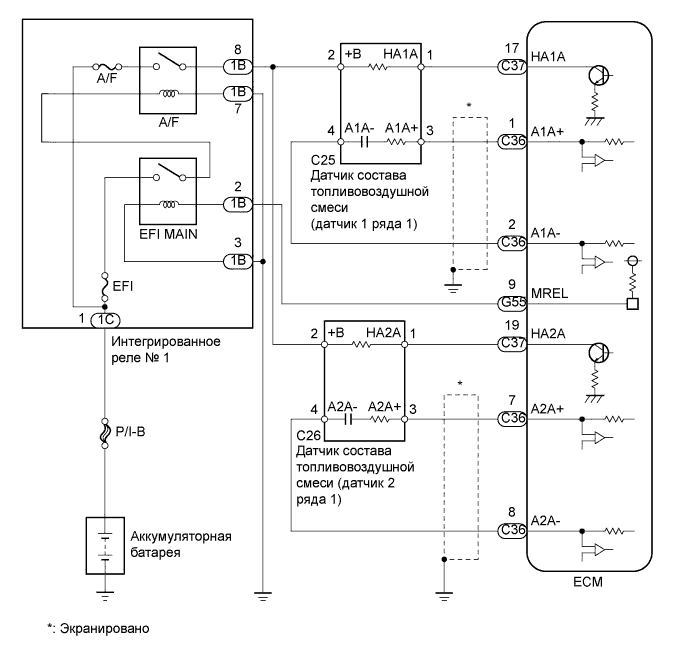 A/F
A/F
8
1B
1B
7
EFI MAIN
2
1B
3
1B
EFI
1
1C
Интегрированное
реле № 1
P/I-B
Аккумуляторная
батарея
2
+B
HA1A
1
4
A1A-
A1A+
3
C25
Датчик состава
топливовоздушной
смеси
(датчик 1 ряда 1)
2
+B
HA2A
1
4
A2A-
A2A+
3
C26
Датчик состава
топливовоздушной
смеси (датчик 2
ряда 1)
*
*
17
C37
HA1A
1
C36
A1A+
2
C36
A1A-
9
G55
MREL
19
C37
HA2A
7
C36
A2A+
8
C36
A2A-
ECM
*: Экранировано